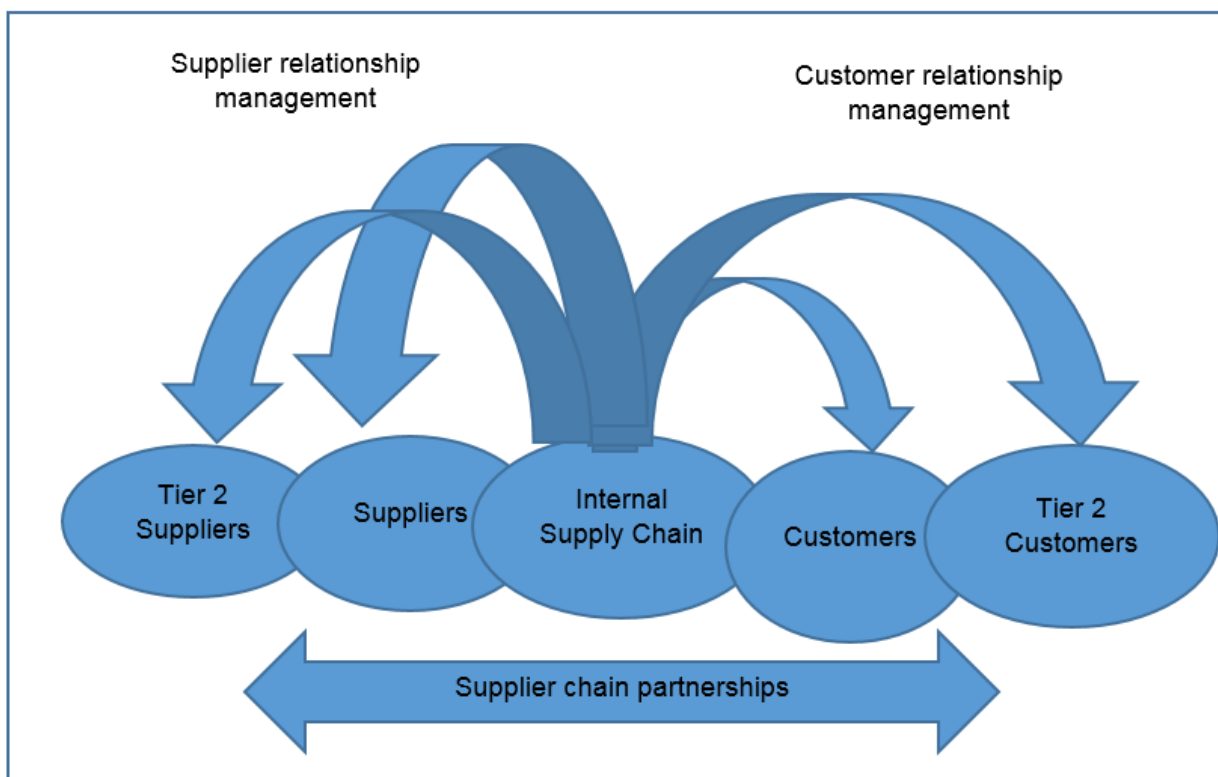 Supplier relationship
management
Customer relationship
management
Tier 2
Suppliers
Suppliers
Internal
Supply Chain
Customers
Tier 2
Customers
Supplier chain partnerships